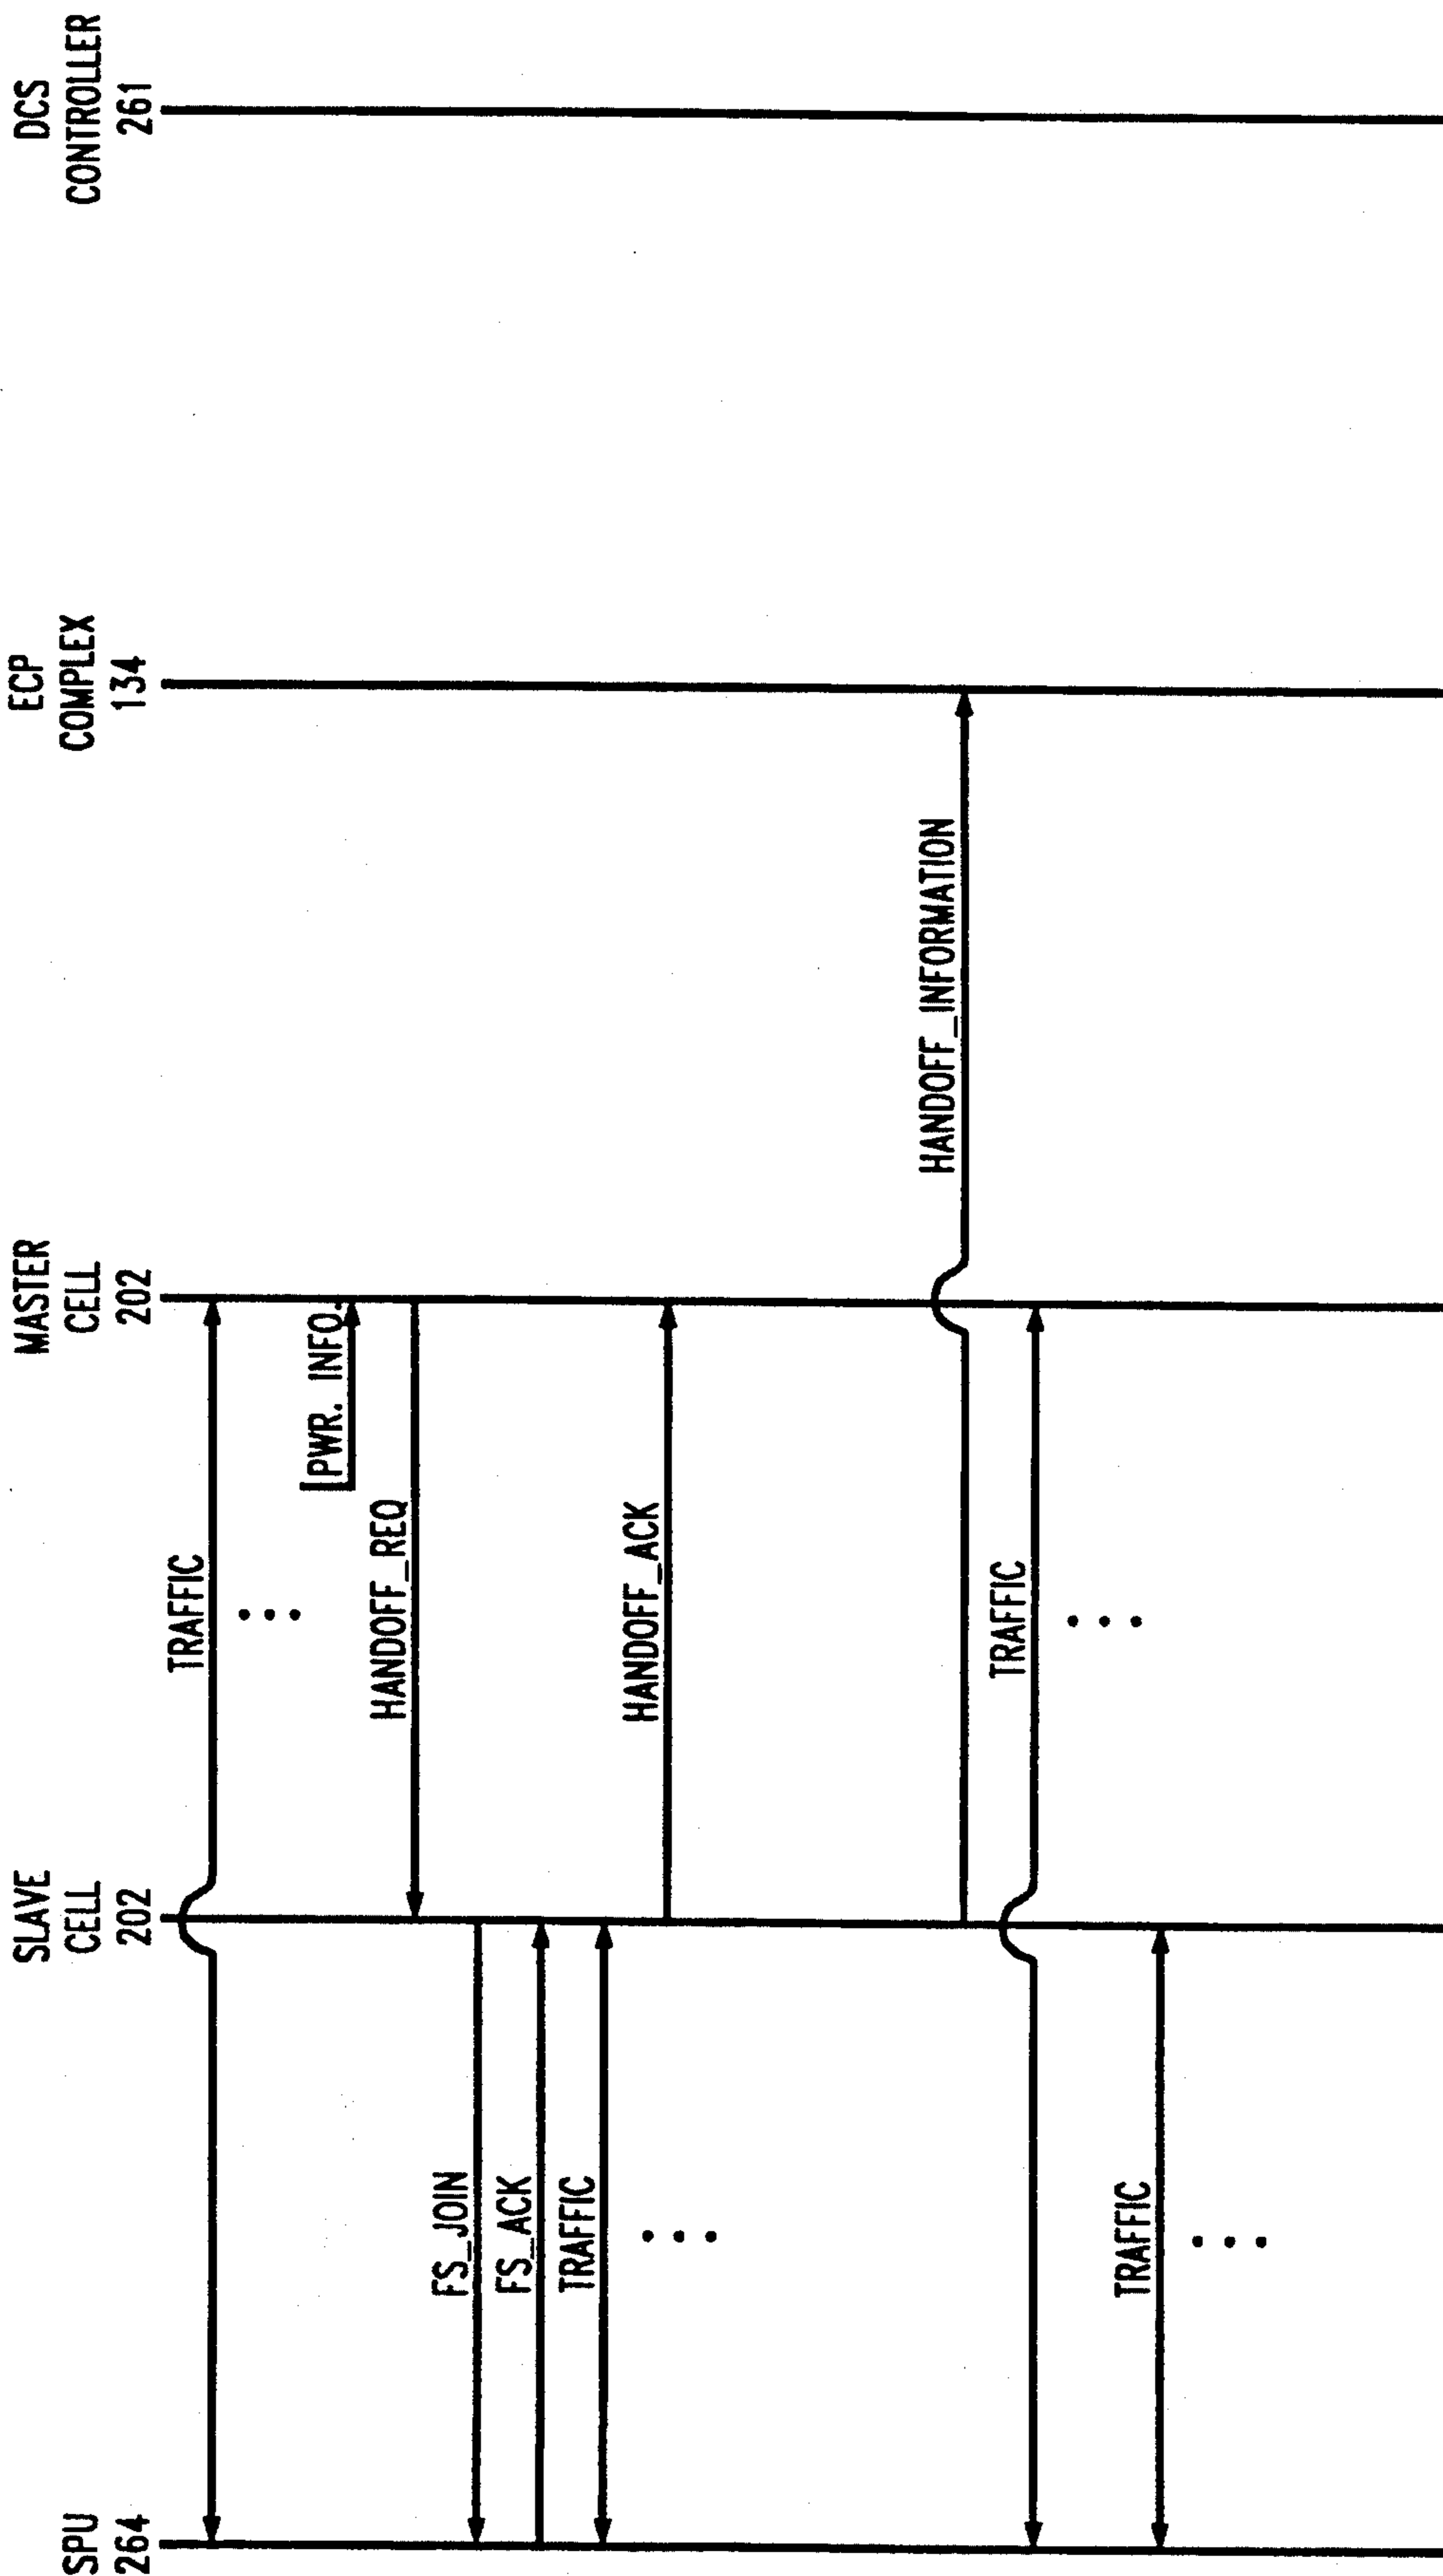 SPU
264
SLAVE
CELL
202
MASTER
CELL
202
ECP
COMPLEX
134
DCS
CONTROLLER
261
TRAFFIC
PWR. INFO.
HANDOFF_REQ
FS_JOIN
FS_ACK
TRAFFIC
HANDOFF_ACK
HANDOFF_INFORMATION
TRAFFIC
TRAFFIC